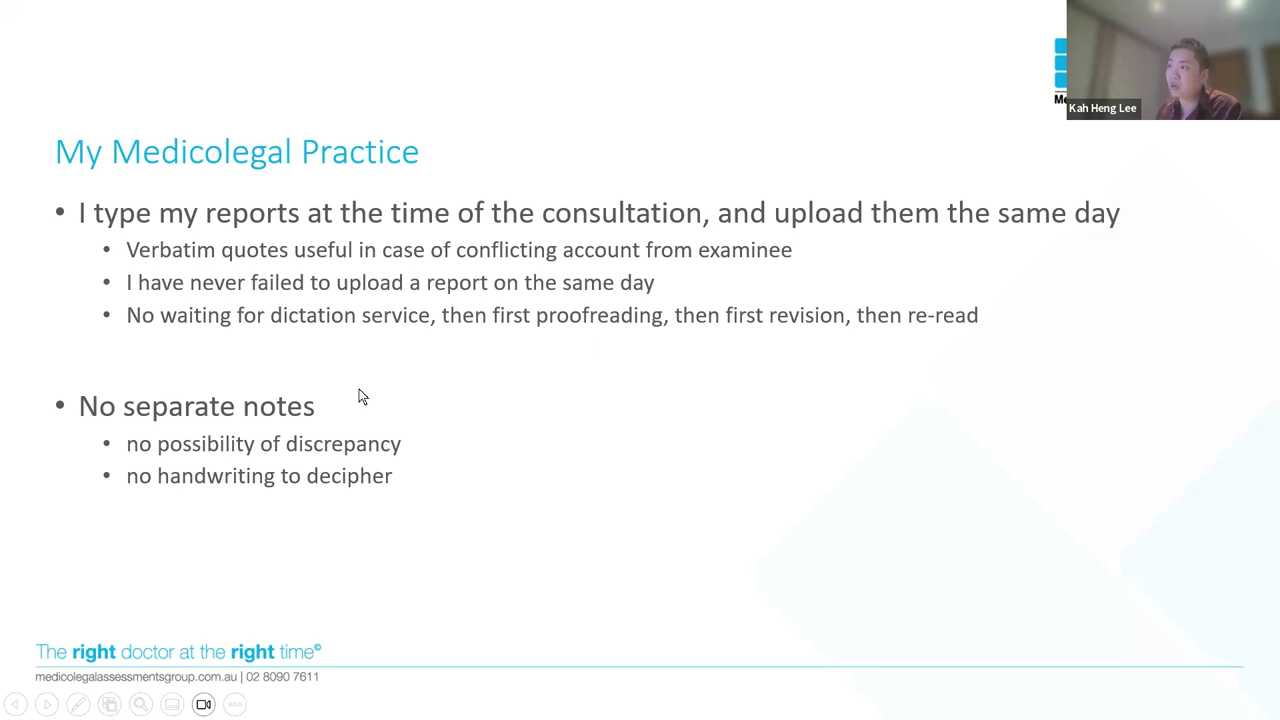 Me
Kah Heng Lee
My Medicolegal Practice
• I type my reports at the time of the consultation, and upload them the same day
• Verbatim quotes useful in case of conflicting account from examinee
• I have never failed to upload a report on the same day
• No waiting for dictation service, then first proofreading, then first revision, then re-read
• No separate notes
• no possibility of discrepancy
• no handwriting to decipher
The right doctor at the right time©
medicolegalassessmentsgroup.com.au | 02 8090 7611